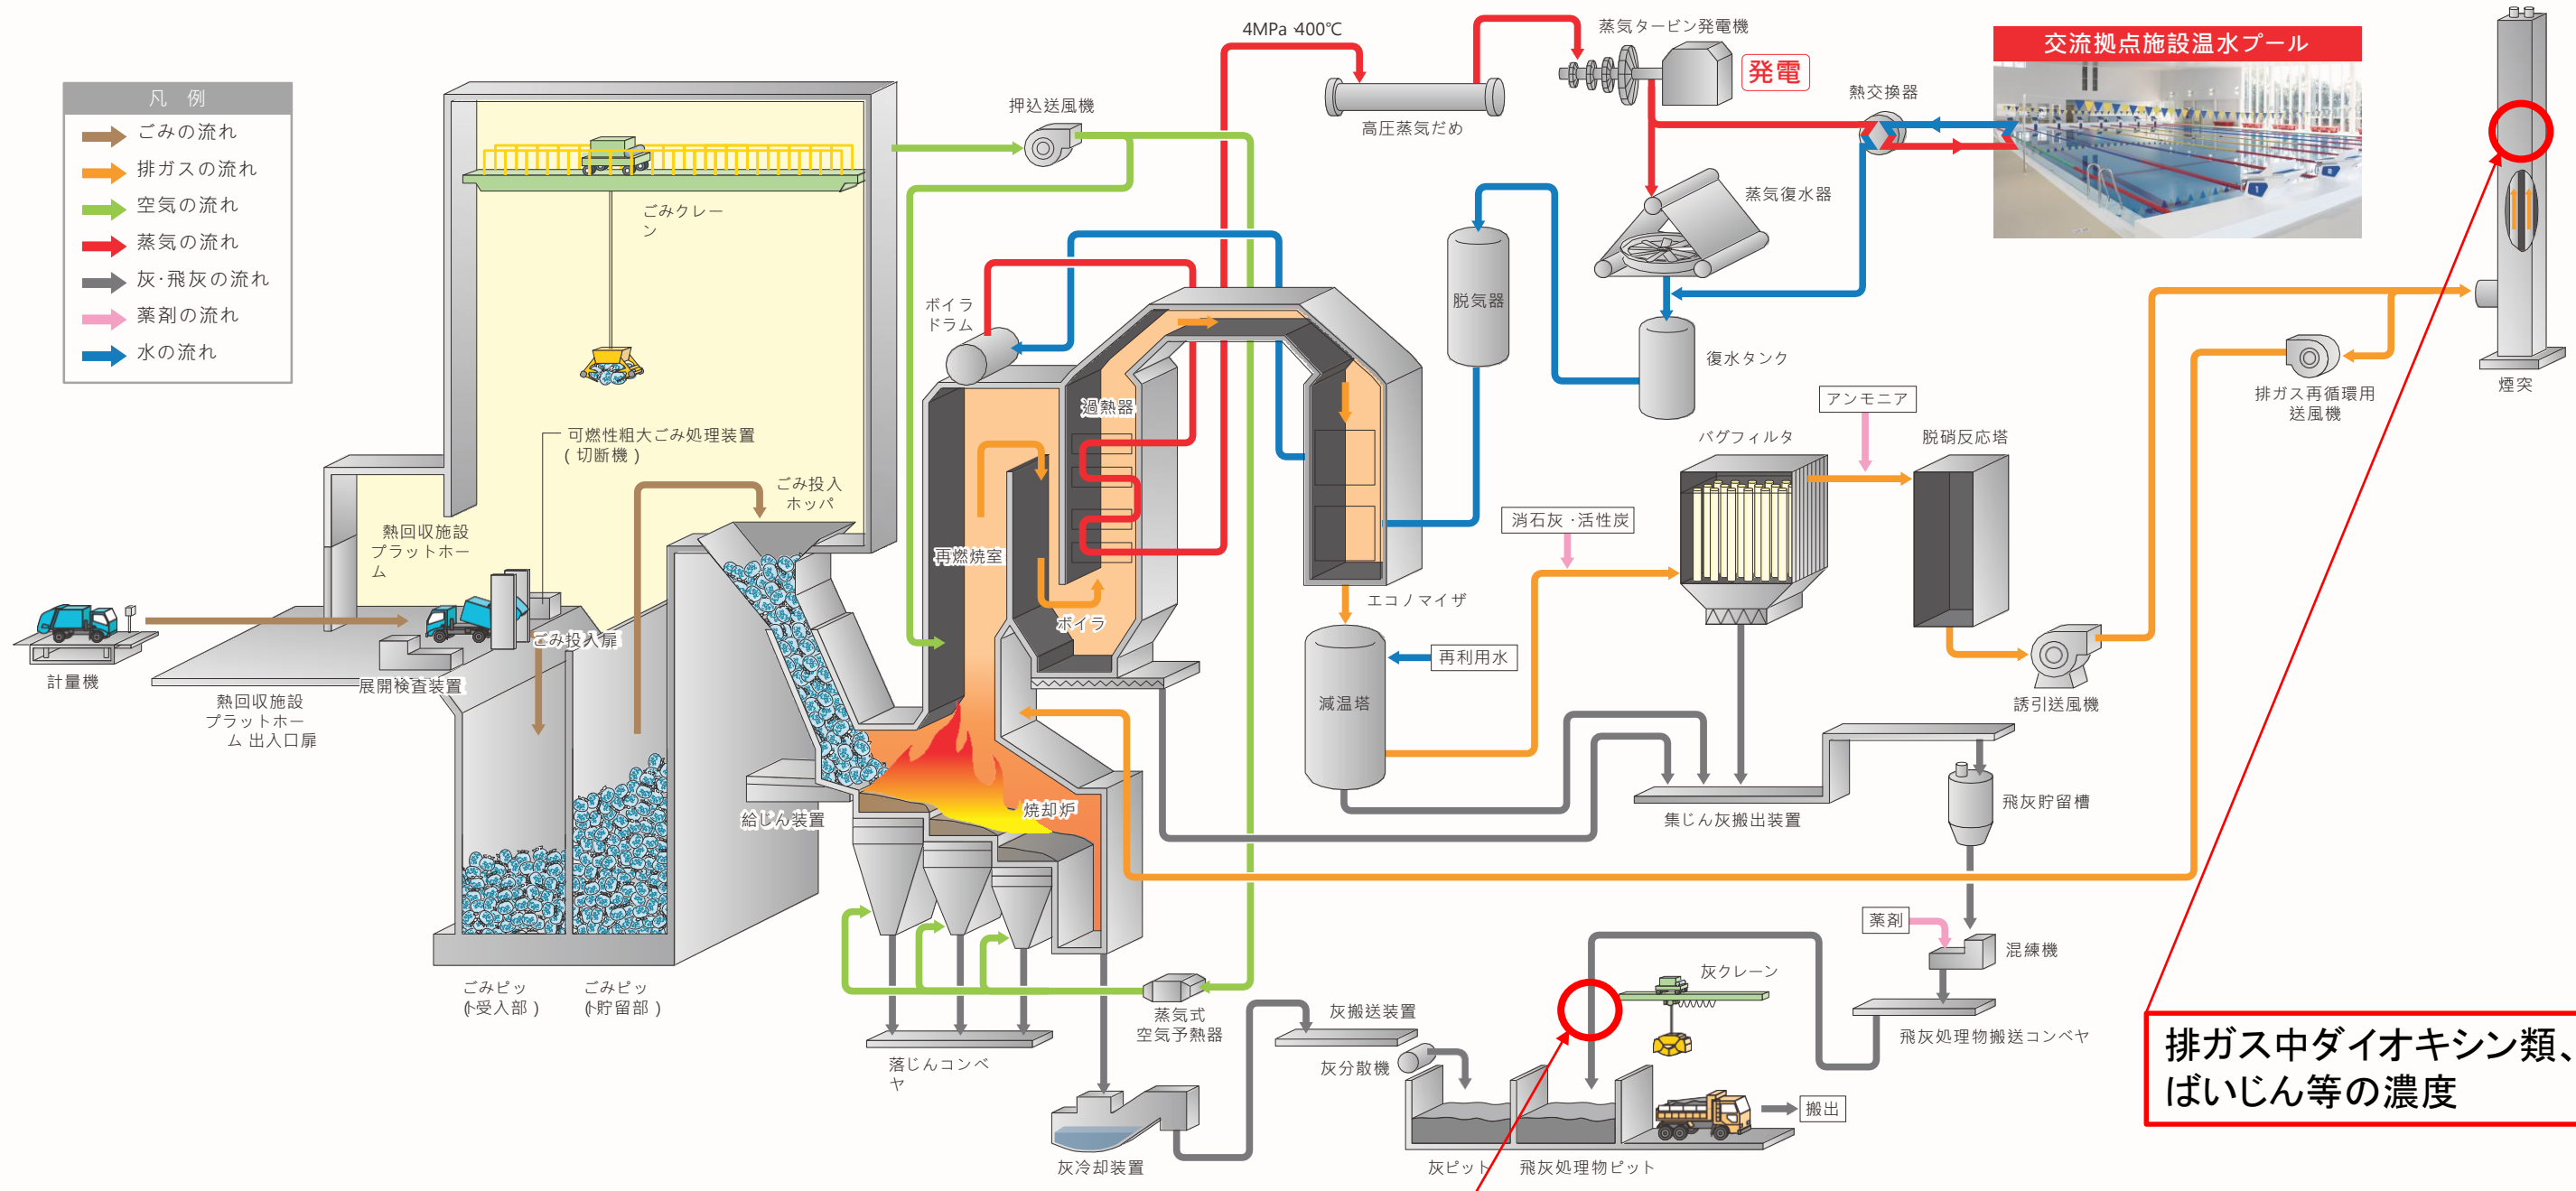 凡 例
ごみの流れ
排ガスの流れ
空気の流れ
蒸気の流れ
灰･飛灰の流れ
薬剤の流れ
水の流れ
ごみクレー
ン
押込送風機
4MPa･400℃
高圧蒸気だめ
蒸気タービン発電機
発電
熱交換器
交流拠点施設温水プール
蒸気復水器
脱気器
復水タンク
ボイラ
ドラム
過熱器
再燃焼室
ボイラ
エコノマイザ
可燃性粗大ごみ処理装置
( 切断機 )
ごみ投入
ホッパ
熱回収施設
プラットホー
ム
ごみ投入扉
計量機
展開検査装置
熱回収施設
プラットホー
ム 出入口扉
給じん装置
焼却炉
減温塔
再利用水
消石灰 ･活性炭
バグフィルタ
アンモニア
脱硝反応塔
誘引送風機
排ガス再循環用
送風機
煙突
集じん灰搬出装置
飛灰貯留槽
薬剤
混練機
飛灰処理物搬送コンベヤ
ごみピッ
ト(受入部 )
ごみピッ
ト(貯留部 )
落じんコンベ
ヤ
蒸気式
空気予熱器
灰冷却装置
灰搬送装置
灰分散機
灰クレーン
灰ピット
飛灰処理物ピット
搬出
排ガス中ダイオキシン類、
ばいじん等の濃度